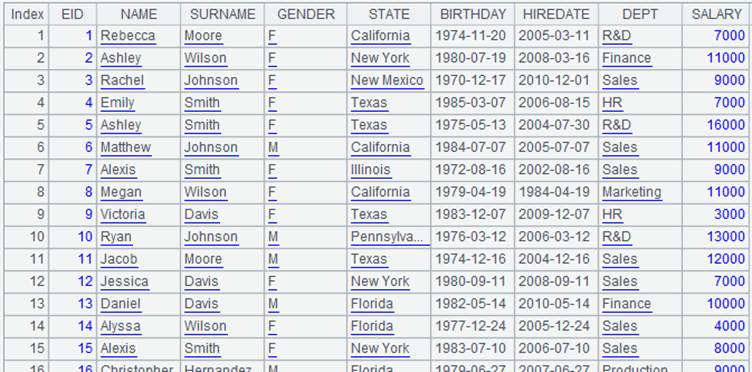 Index EID NAME SURNAME GENDER STATE BIRTHDAY HIREDATE DEPT SALARY
1 1 Rebecca Moore F California 1974-11-20 2005-03-11 R&D 7000
2 2 Ashley Wilson F New York 1980-07-19 2008-03-16 Finance 11000
3 3 Rachel Johnson F New Mexico 1970-12-17 2010-12-01 Sales 9000
4 4 Emily Smith F Texas 1985-03-07 2006-08-15 HR 7000
5 5 Ashley Smith F Texas 1975-05-13 2004-07-30 R&D 16000
6 6 Matthew Johnson M California 1984-07-07 2005-07-07 Sales 11000
7 7 Alexis Smith F Illinois 1972-08-16 2002-08-16 Sales 9000
8 8 Megan Wilson F California 1979-04-19 1984-04-19 Marketing 11000
9 9 Victoria Davis F Texas 1983-12-07 2009-12-07 HR 3000
10 10 Ryan Johnson M Pennsylva... 1976-03-12 2006-03-12 R&D 13000
11 11 Jacob Moore M Texas 1974-12-16 2004-12-16 Sales 12000
12 12 Jessica Davis F New York 1980-09-11 2008-09-11 Sales 7000
13 13 Daniel Davis M Florida 1982-05-14 2010-05-14 Finance 10000
14 14 Alyssa Wilson F Florida 1977-12-24 2005-12-24 Sales 4000
15 15 Alexis Smith F New York 1983-07-10 2006-07-10 Sales 8000
16 16 Christopher Hernandez M Florida 1979-06-27 2007-06-27 Production 9000